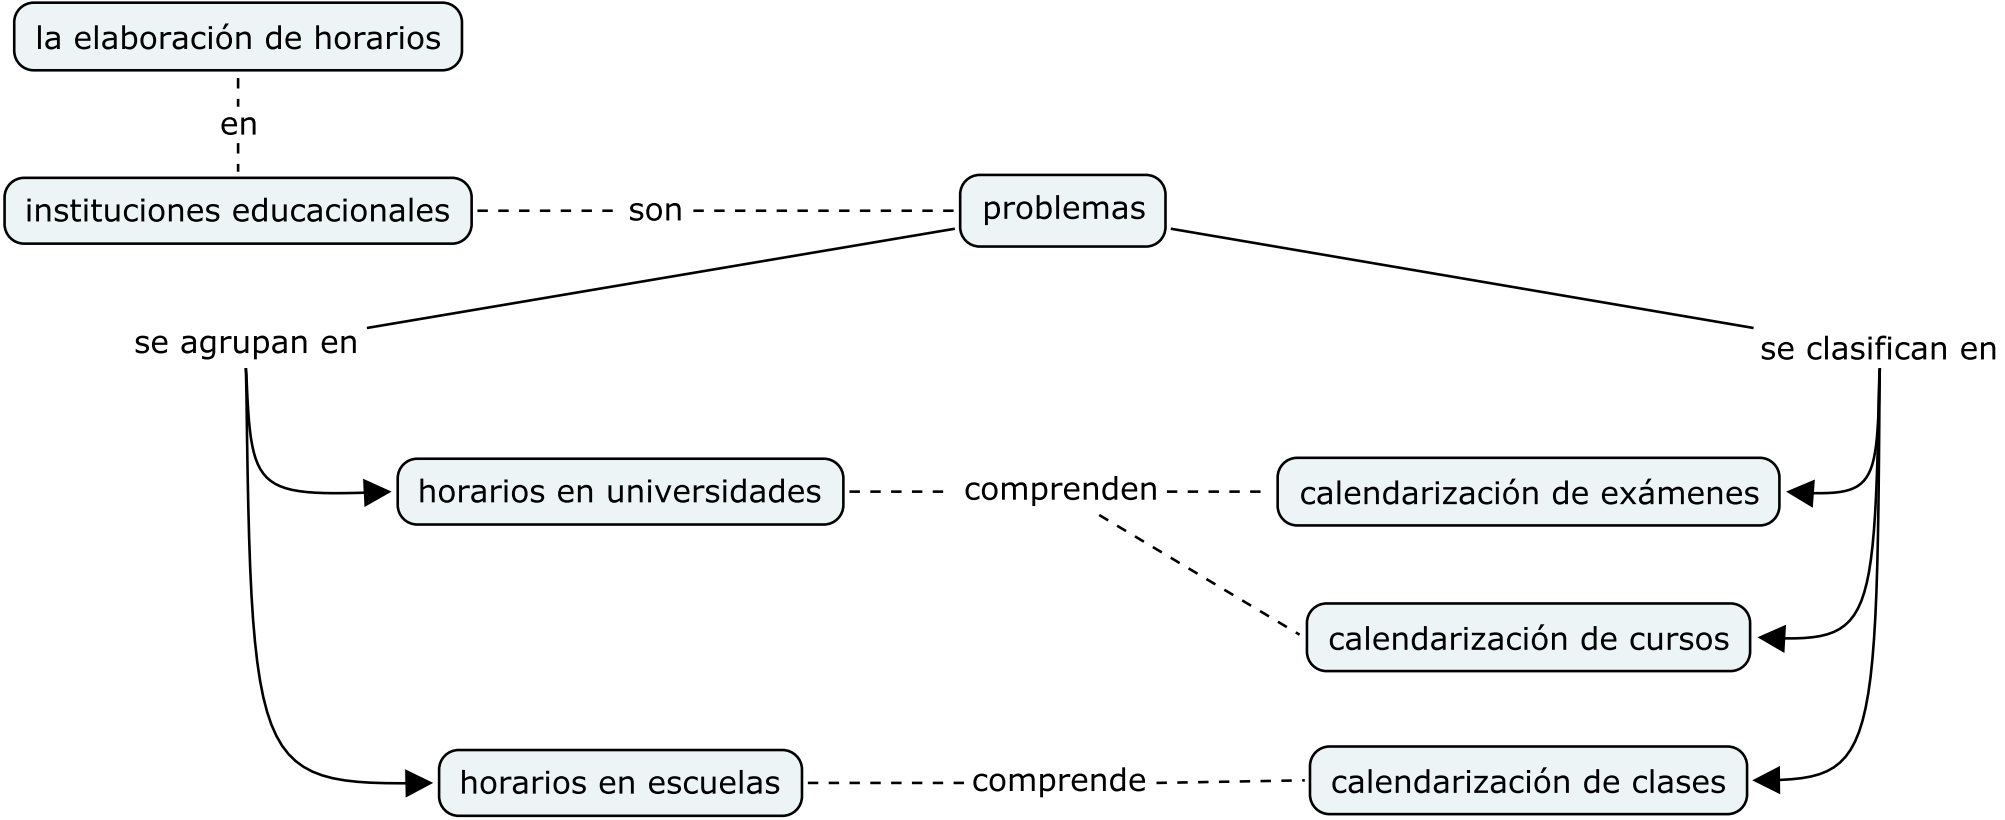 la elaboración de horarios
en
instituciones educacionales
son
problemas
se agrupan en
se clasifican en
horarios en universidades
comprenden
calendarización de exámenes
calendarización de cursos
horarios en escuelas
comprende
calendarización de clases